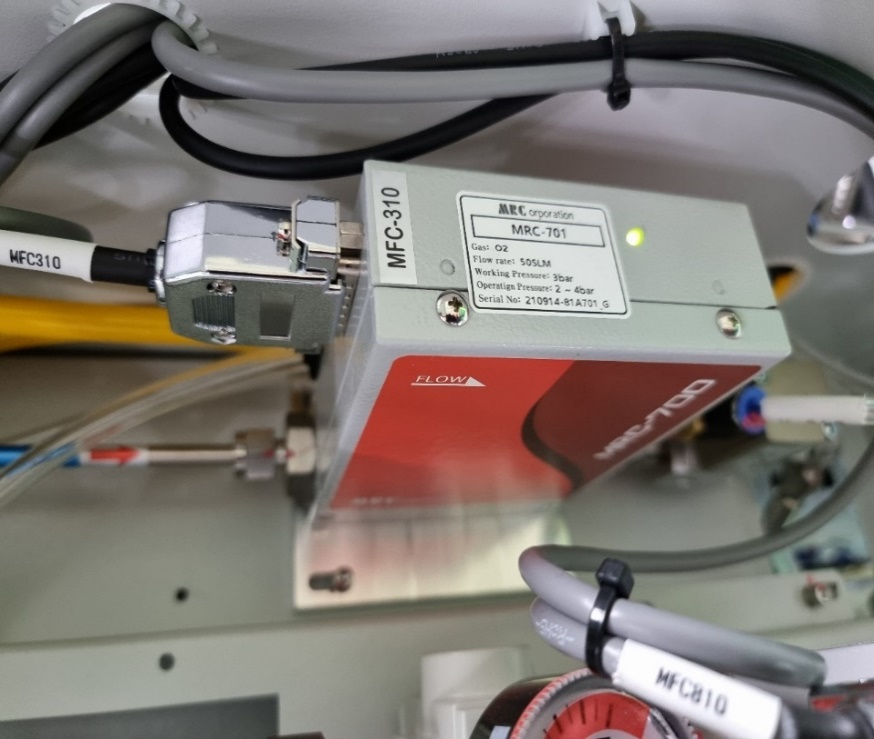 MFC310
MFC-310
MRC orporation
MRC-701
Gas: O2
Flow rate: 50SLM
Working Pressure: 3bar
Operatign Pressure: 2 ~ 4bar
Serial No: 210914-81A701_G
FLOW
MRC-700
MFC810